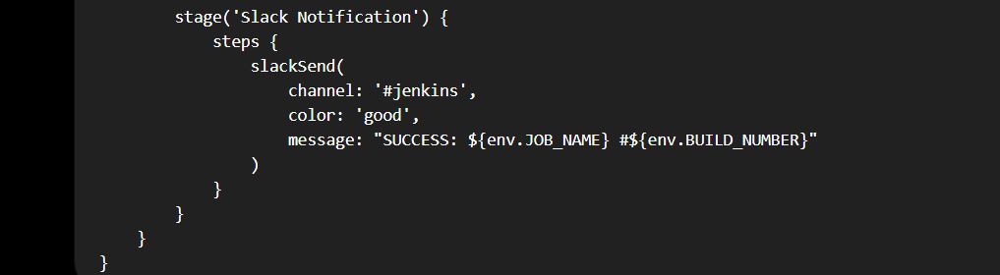 stage('Slack Notification') {
steps {
slackSend(
channel: '#jenkins',
color: 'good',
message: "SUCCESS: ${env.JOB_NAME} #${env.BUILD_NUMBER}"
)
}
}
}
}